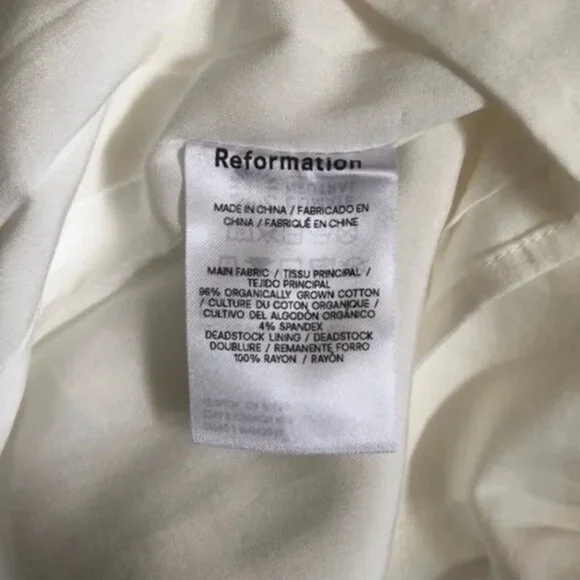 Reformation
MADE IN CHINA / FABRICADO EN
CHINA / FABRIQUÉ EN CHINE
MAIN FABRIC / TISSU PRINCIPAL /
TEJIDO PRINCIPAL
96% ORGANICALLY GROWN COTTON
/ CULTURE DU COTON ORGANIQUE /
CULTIVO DEL ALGODÓN ORGÁNICO
4% SPANDEX
DEADSTOCK LINING / DEADSTOCK
DOUBLURE / REMANENTE FORRO
100% RAYON / RAYÓN